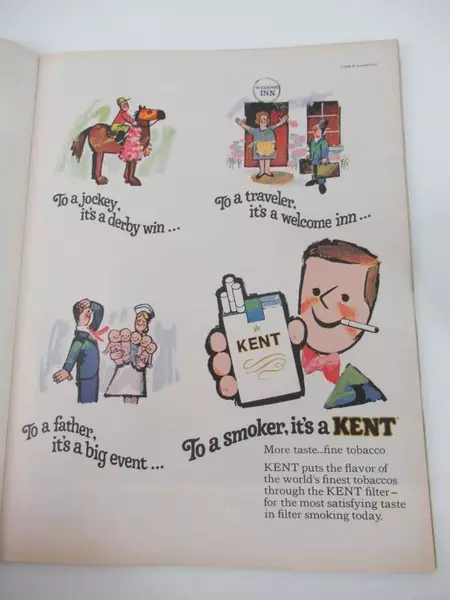 WELCOME
INN
To a jockey,
it's a derby win...
To a traveler,
it's a welcome inn...
To a father,
it's a big event...
KENT
To a smoker, it's a KENT
More taste...fine tobacco
KENT puts the flavor of
the world's finest tobaccos
through the KENT filter–
for the most satisfying taste
in filter smoking today.